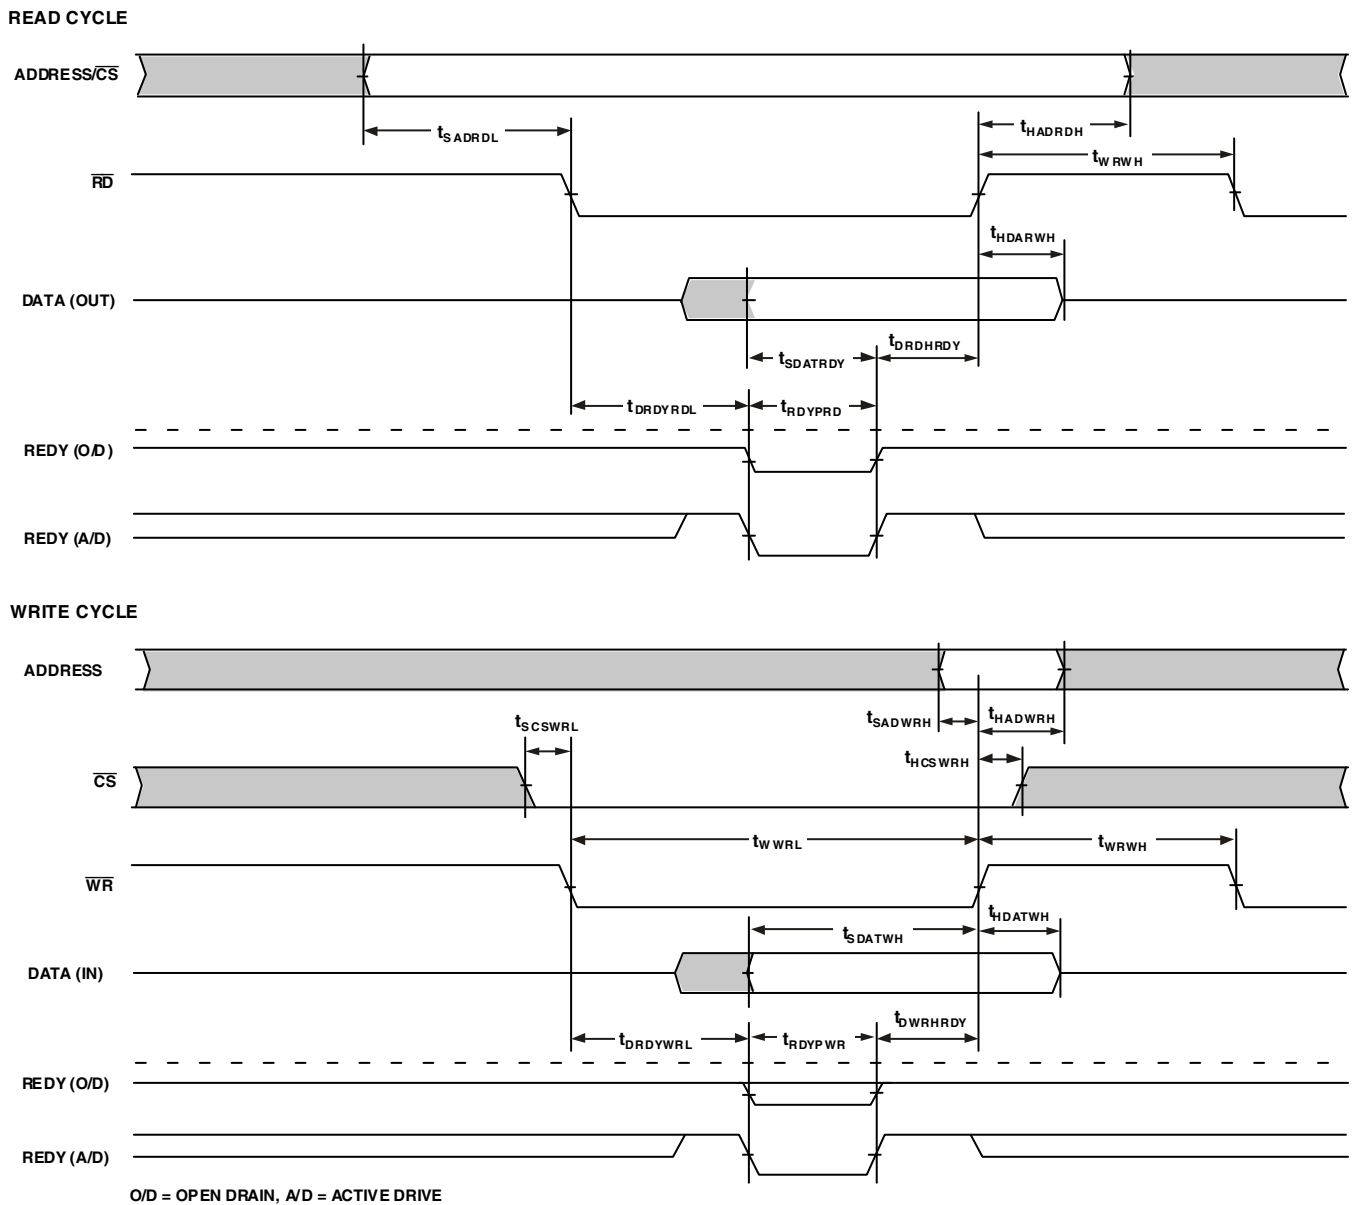 READ CYCLE
ADDRESS/CS
tSADRDL
tHADRDH
tWRWH
RD
tHDARWH
DATA (OUT)
tSDATRDY
tDRDHRDY
tDRDYRDL
tRDYPRD
REDY (O/D)
REDY (A/D)
WRITE CYCLE
ADDRESS
tSCSWRL
tSADWRH
tHADWRH
tHCSWRH
CS
tWWRL
tWRWH
WR
tHDATWH
tSDATWH
DATA (IN)
tDWRHRDY
tDRDYWRL
tRDYPWR
REDY (O/D)
REDY (A/D)
O/D = OPEN DRAIN, A/D = ACTIVE DRIVE